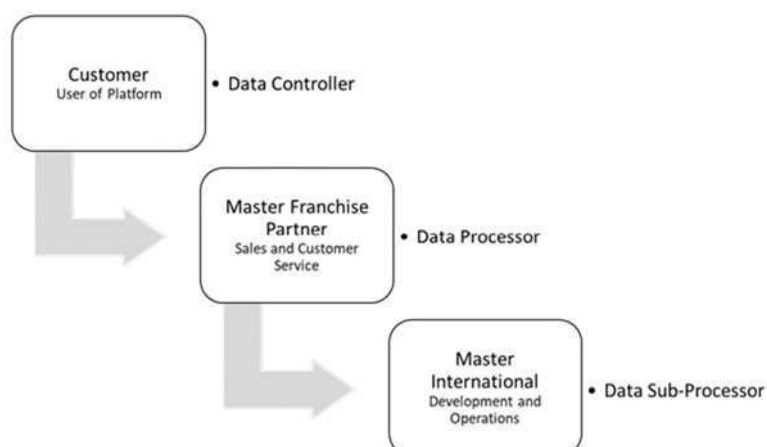 Customer
User of Platform
• Data Controller
Master Franchise
Partner
Sales and Customer
Service
• Data Processor
Master
International
Development and
Operations
• Data Sub-Processor